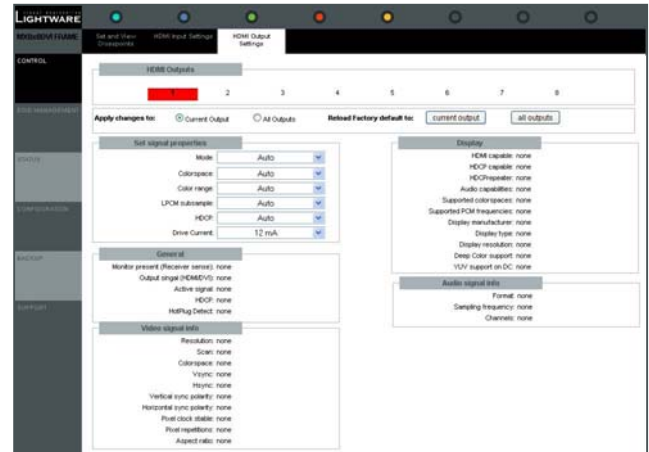 LIGHTWARE
MX8x8DVI FRAME
Set and View Crosspoints
HDMI Input Settings
HDMI Output Settings
CONTROL
EDID MANAGEMENT
STATUS
CONFIGURATION
BACKUP
SUPPORT
HDMI Outputs
1 2 3 4 5 6 7 8
Apply changes to: Current Output All Outputs Reload Factory default to: current output all outputs
Set signal properties
Mode: Auto
Colorspace: Auto
Color range: Auto
LPCM subsample: Auto
HDCP: Auto
Drive Current: 12 mA
General
Monitor present (Receiver sense): none
Output singal (HDMI/DVI): none
Active signal: none
HDCP: none
HotPlug Detect: none
Video signal info
Resolution: none
Scan: none
Colorspace: none
Vsync: none
Hsync: none
Vertical sync polarity: none
Horizontal sync polarity: none
Pixel clock stable: none
Pixel repetitions: none
Aspect ratio: none
Display
HDMI capable: none
HDCP capable: none
HDCPrepeater: none
Audio capabilities: none
Supported colorspaces: none
Supported PCM frequencies: none
Display manufacturer: none
Display type: none
Display resolution: none
Deep Color support: none
YUV support on DC: none
Audio signal info
Format: none
Sampling frequency: none
Channels: none